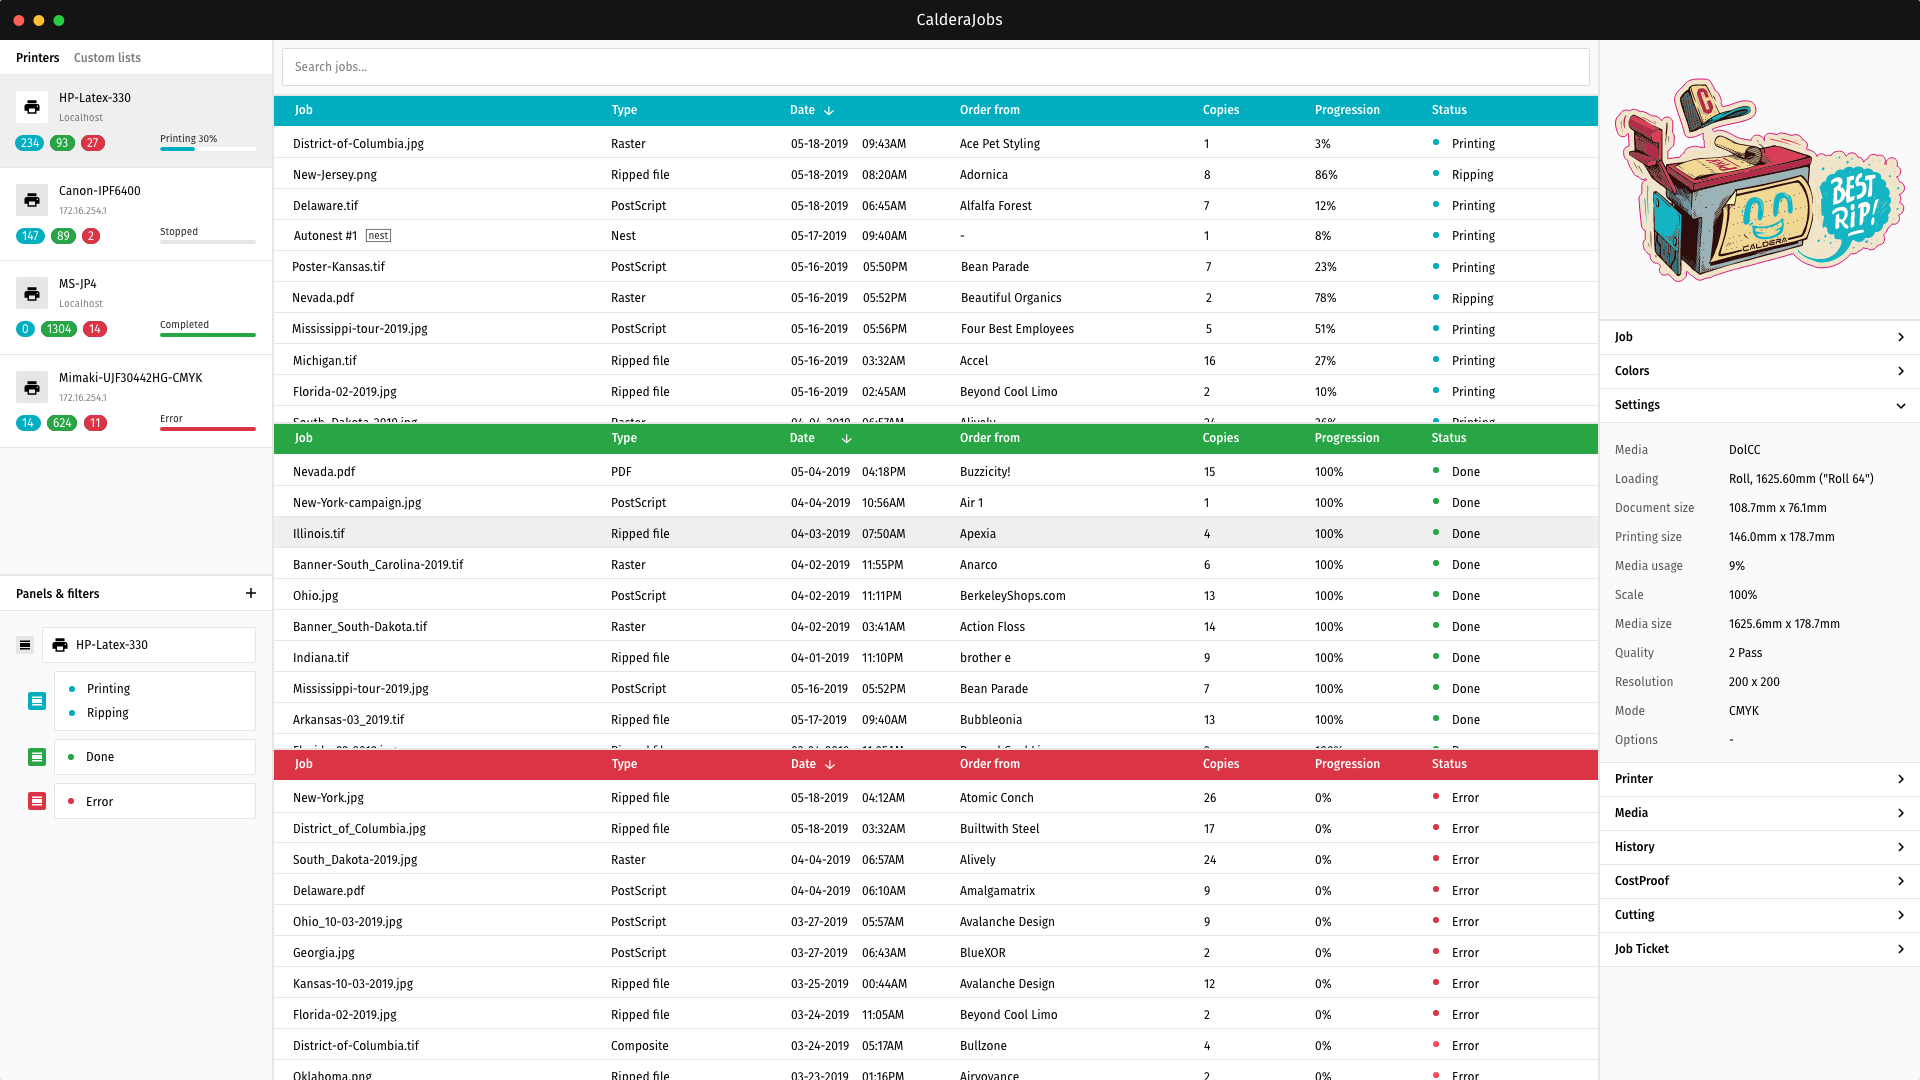 CalderaJobs
Printers Custom lists
HP-Latex-330
Localhost
234 93 27 Printing 30%
Canon-IPF6400
172.16.254.1
147 89 2 Stopped
MS-JP4
Localhost
0 1304 14 Completed
Mimaki-UJF30442HG-CMYK
172.16.254.1
14 624 11 Error
Panels & filters +
HP-Latex-330
Printing
Ripping
Done
Error
Search jobs...
Job Type Date Order from Copies Progression Status
District-of-Columbia.jpg Raster 05-18-2019 09:43AM Ace Pet Styling 1 3% Printing
New-Jersey.png Ripped file 05-18-2019 08:20AM Adornica 8 86% Ripping
Delaware.tif PostScript 05-18-2019 06:45AM Alfalfa Forest 7 12% Printing
Autonest #1 nest Nest 05-17-2019 09:40AM - 1 8% Printing
Poster-Kansas.tif PostScript 05-16-2019 05:50PM Bean Parade 7 23% Printing
Nevada.pdf Raster 05-16-2019 05:52PM Beautiful Organics 2 78% Ripping
Mississippi-tour-2019.jpg PostScript 05-16-2019 05:56PM Four Best Employees 5 51% Printing
Michigan.tif Ripped file 05-16-2019 03:32AM Accel 16 27% Printing
Florida-02-2019.jpg Ripped file 05-16-2019 02:45AM Beyond Cool Limo 2 10% Printing
Job Type Date Order from Copies Progression Status
Nevada.pdf PDF 05-04-2019 04:18PM Buzzicity! 15 100% Done
New-York-campaign.jpg PostScript 04-04-2019 10:56AM Air 1 1 100% Done
Illinois.tif Ripped file 04-03-2019 07:50AM Apexia 4 100% Done
Banner-South_Carolina-2019.tif Raster 04-02-2019 11:55PM Anarco 6 100% Done
Ohio.jpg PostScript 04-02-2019 11:11PM BerkeleyShops.com 13 100% Done
Banner_South-Dakota.tif Raster 04-02-2019 03:41AM Action Floss 14 100% Done
Indiana.tif Ripped file 04-01-2019 11:10PM brother e 9 100% Done
Mississippi-tour-2019.jpg PostScript 05-16-2019 05:52PM Bean Parade 7 100% Done
Arkansas-03_2019.tif Ripped file 05-17-2019 09:40AM Bubbleonia 13 100% Done
Job Type Date Order from Copies Progression Status
New-York.jpg Ripped file 05-18-2019 04:12AM Atomic Conch 26 0% Error
District_of_Columbia.jpg Ripped file 05-18-2019 03:32AM Builtwith Steel 17 0% Error
South_Dakota-2019.jpg Raster 04-04-2019 06:57AM Alively 24 0% Error
Delaware.pdf PostScript 04-04-2019 06:10AM Amalgamatrix 9 0% Error
Ohio_10-03-2019.jpg PostScript 03-27-2019 05:57AM Avalanche Design 9 0% Error
Georgia.jpg PostScript 03-27-2019 06:43AM BlueXOR 2 0% Error
Kansas-10-03-2019.jpg Ripped file 03-25-2019 00:44AM Avalanche Design 12 0% Error
Florida-02-2019.jpg Ripped file 03-24-2019 11:05AM Beyond Cool Limo 2 0% Error
District-of-Columbia.tif Composite 03-24-2019 05:17AM Bullzone 4 0% Error
Oklahoma.png Ripped file 03-23-2019 01:16PM Airvovance 2 0% Error
C
BEST
RIP!
CALDERA
Job
Colors
Settings
Media DolCC
Loading Roll, 1625.60mm ("Roll 64")
Document size 108.7mm x 76.1mm
Printing size 146.0mm x 178.7mm
Media usage 9%
Scale 100%
Media size 1625.6mm x 178.7mm
Quality 2 Pass
Resolution 200 x 200
Mode CMYK
Options -
Printer
Media
History
CostProof
Cutting
Job Ticket